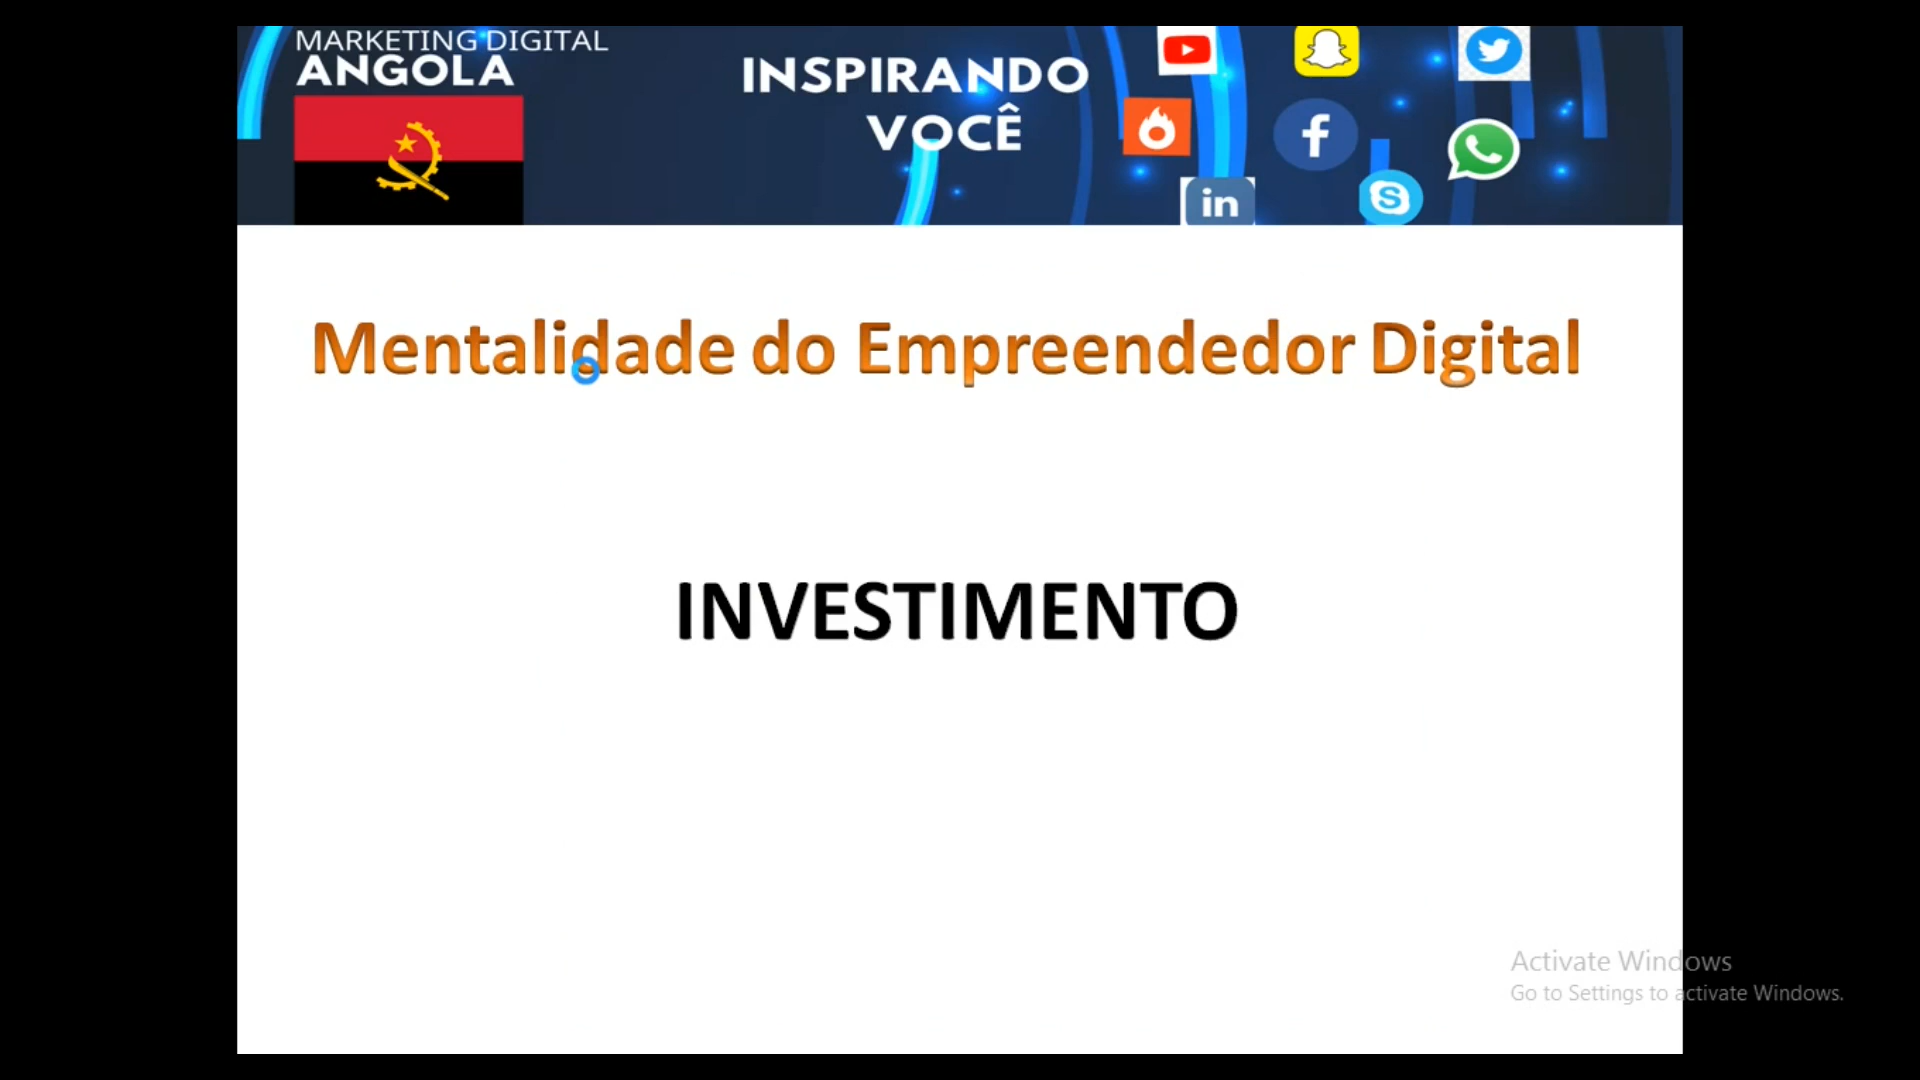 MARKETING DIGITAL
ANGOLA
INSPIRANDO
VOCÊ
f
in
S
Mentalidade do Empreendedor Digital
INVESTIMENTO
Activate Windows
Go to Settings to activate Windows.